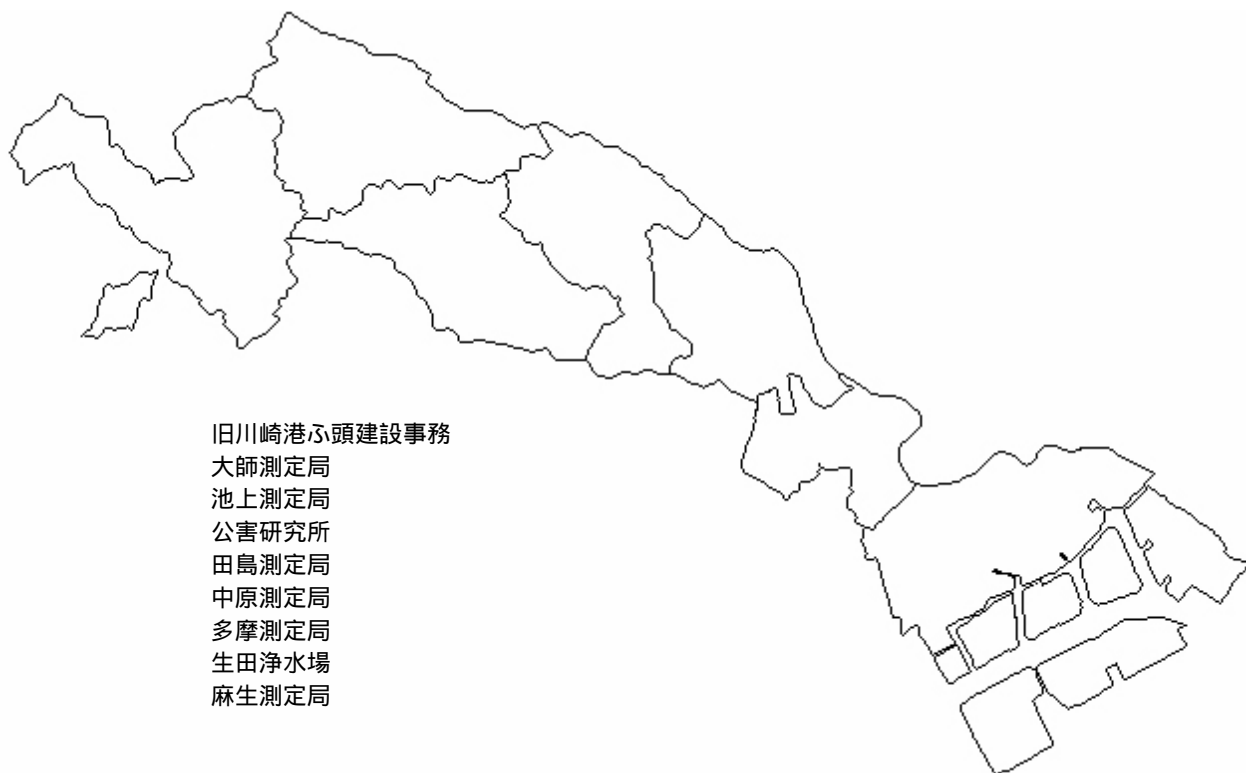 旧川崎港ふ頭建設事務
大師測定局
池上測定局
公害研究所
田島測定局
中原測定局
多摩測定局
生田浄水場
麻生測定局